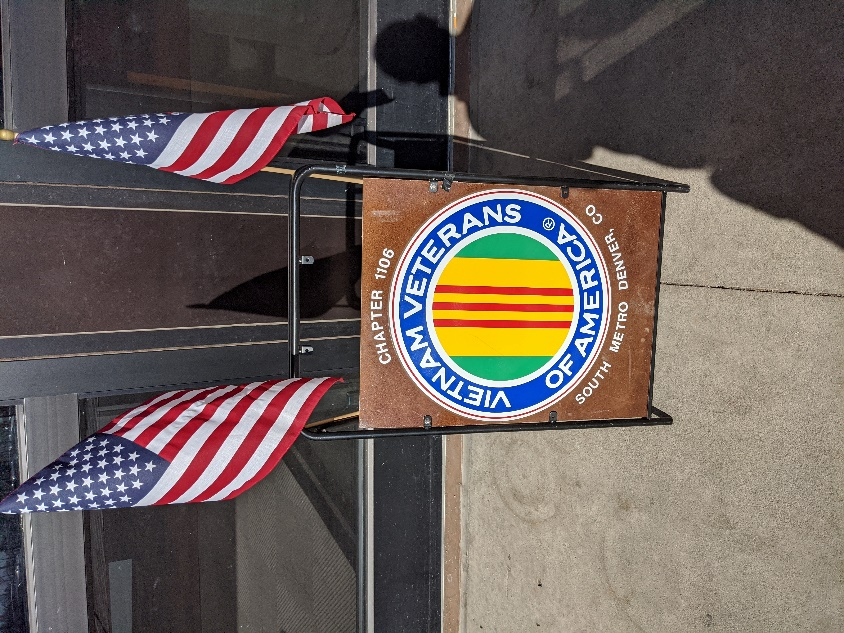 CHAPTER 1106
VIETNAM VETERANS
OF AMERICA®
SOUTH METRO DENVER, CO